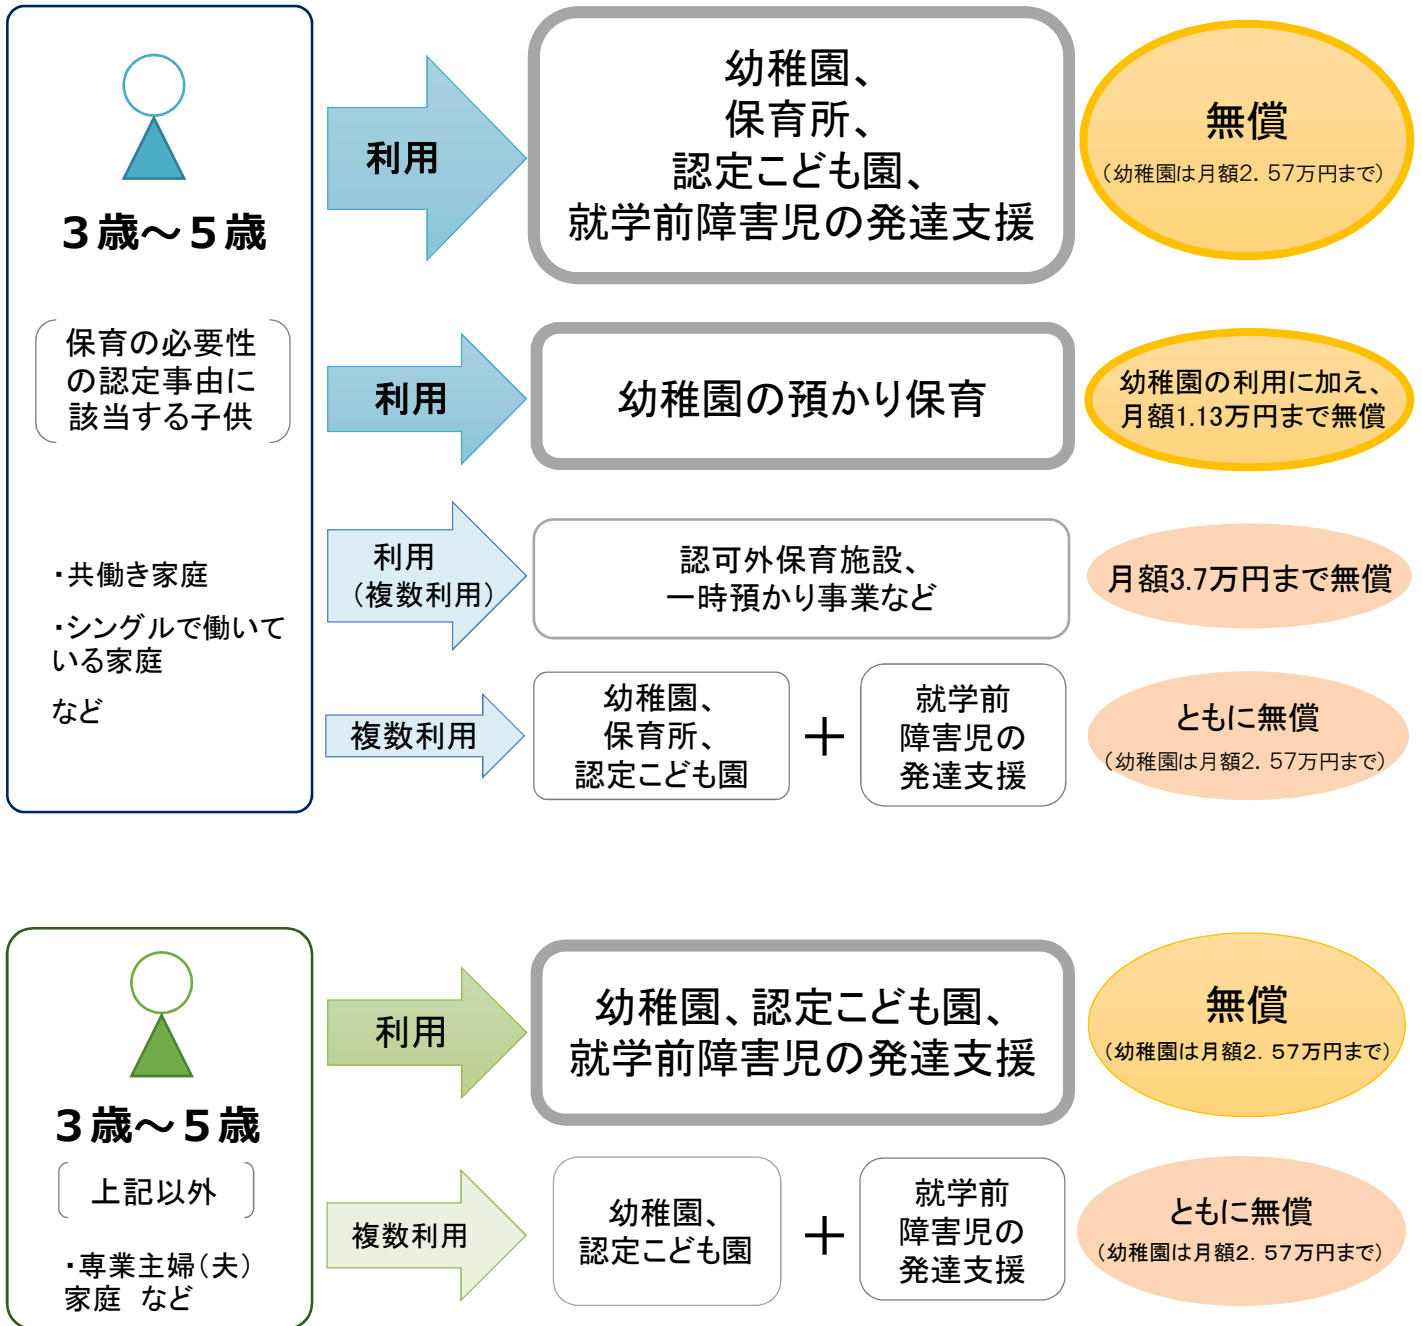 3歳～5歳
保育の必要性
の認定事由に
該当する子供
・共働き家庭
・シングルで働いて
いる家庭
など
利用
幼稚園、
保育所、
認定こども園、
就学前障害児の発達支援
無償
（幼稚園は月額2．57万円まで）
利用
幼稚園の預かり保育
幼稚園の利用に加え、
月額1.13万円まで無償
利用
（複数利用）
認可外保育施設、
一時預かり事業など
月額3.7万円まで無償
複数利用
幼稚園、
保育所、
認定こども園
＋
就学前
障害児の
発達支援
ともに無償
（幼稚園は月額2．57万円まで）
3歳～5歳
上記以外
・専業主婦（夫）
家庭 など
利用
幼稚園、認定こども園、
就学前障害児の発達支援
無償
（幼稚園は月額2．57万円まで）
複数利用
幼稚園、
認定こども園
＋
就学前
障害児の
発達支援
ともに無償
（幼稚園は月額2．57万円まで）